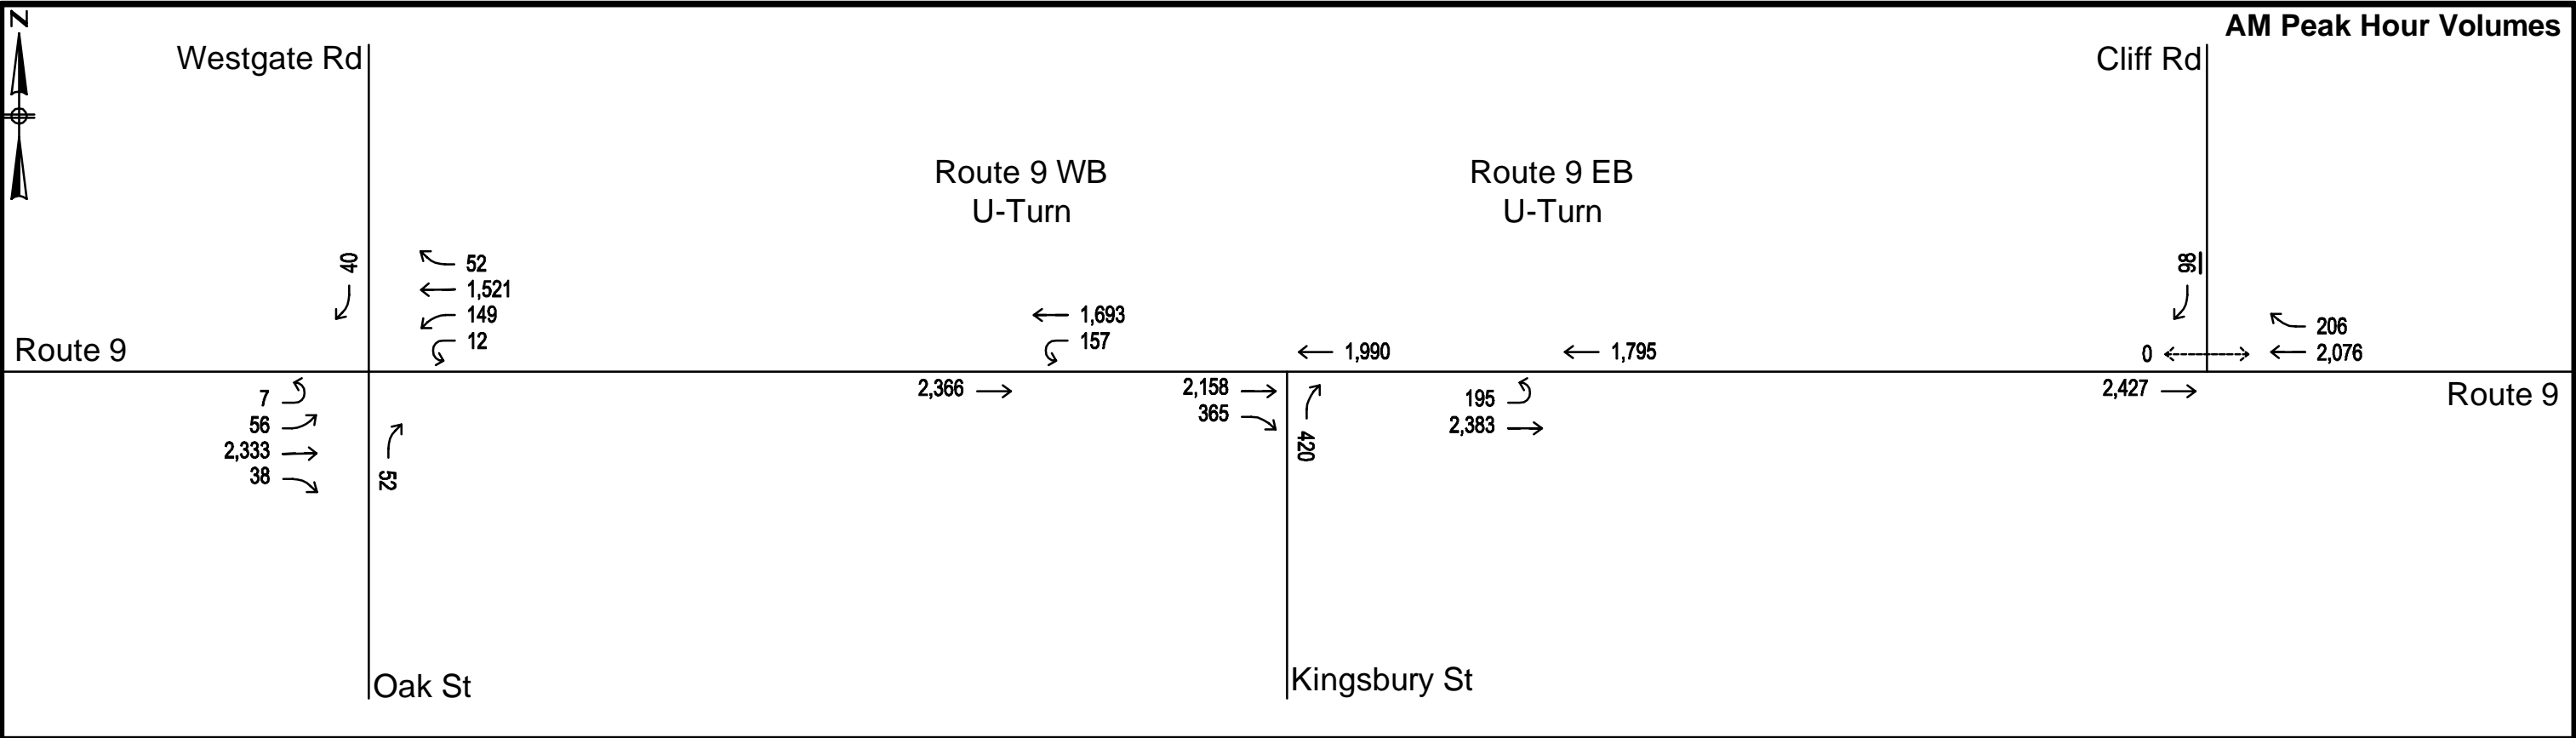 N
AM Peak Hour Volumes
Westgate Rd
Cliff Rd
Route 9 WB
U-Turn
Route 9 EB
U-Turn
40
52
1,521
149
12
1,693
157
1,990
1,795
0
206
2,076
Route 9
7
56
2,333
38
52
2,366
2,158
365
420
195
2,383
2,427
Route 9
Oak St
Kingsbury St